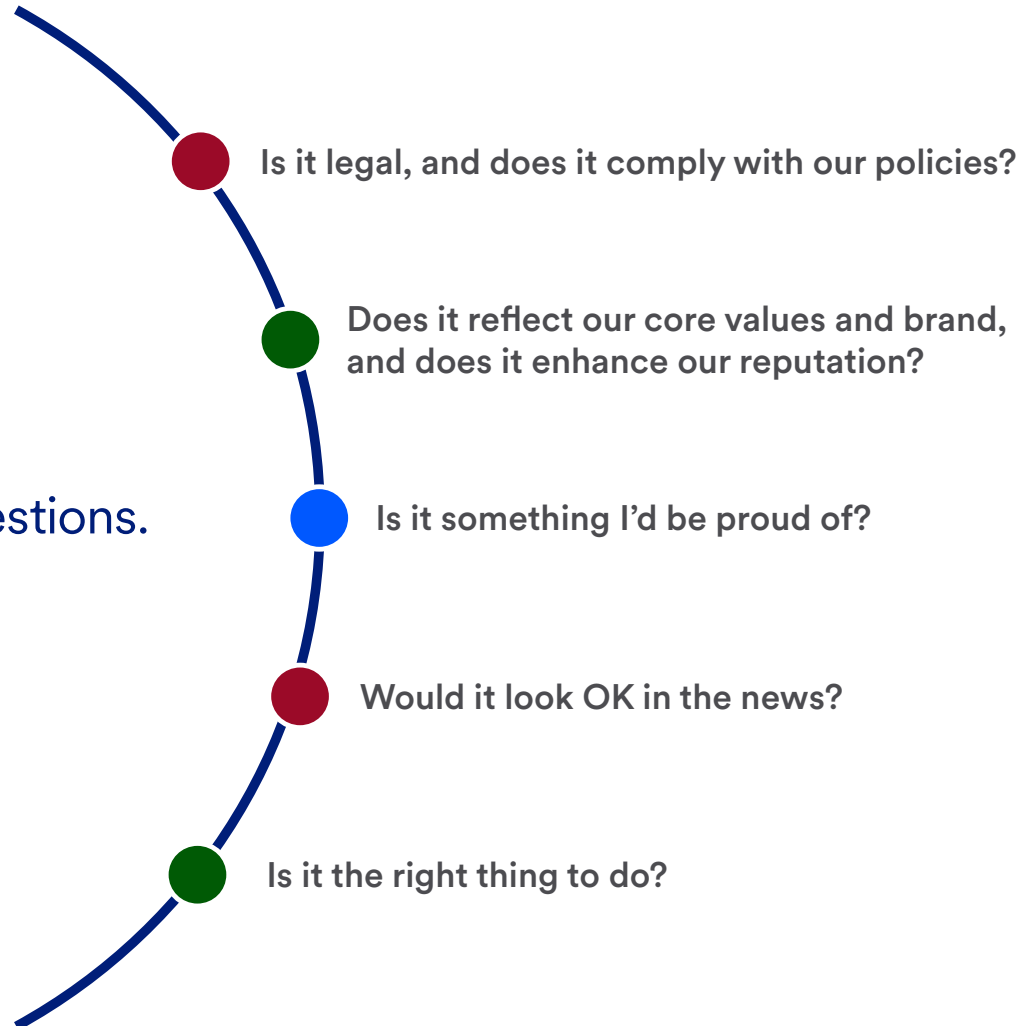 Is it legal, and does it comply with our policies?
Does it reflect our core values and brand,
and does it enhance our reputation?
estions.
Is it something I’d be proud of?
Would it look OK in the news?
Is it the right thing to do?